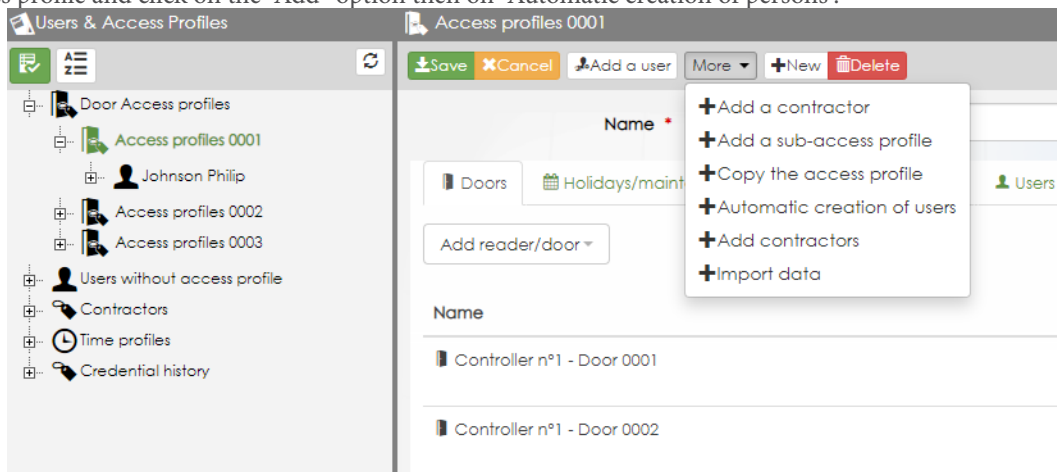 s profile and click on the "Add" option then on "Automatic creation of persons".
Users & Access Profiles
Access profiles 0001
A
Z
Save Cancel Add a user More New Delete
Door Access profiles
Access profiles 0001
Johnson Philip
Access profiles 0002
Access profiles 0003
Users without access profile
Contractors
Time profiles
Credential history
Name *
Add a contractor
Add a sub-access profile
Copy the access profile
Automatic creation of users
Add contractors
Import data
Doors Holidays/maint Users
Add reader/door
Name
Controller n°1 - Door 0001
Controller n°1 - Door 0002